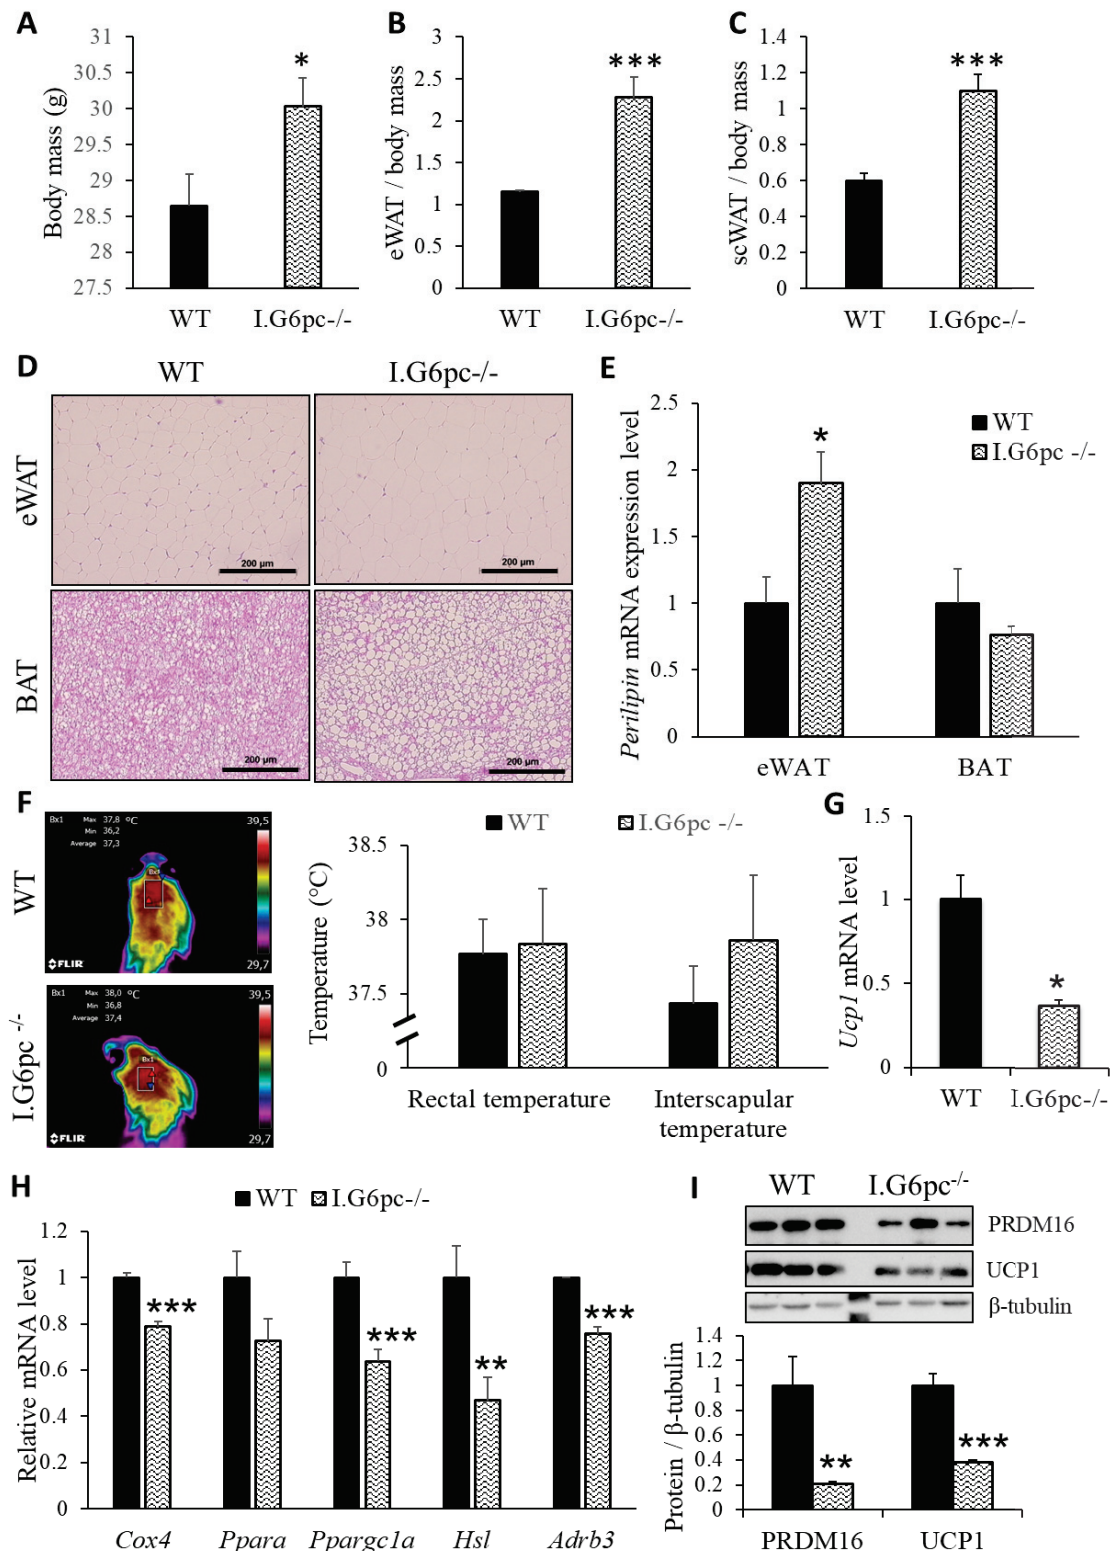 A
Body mass (g)
31
30.5
30
29.5
29
28.5
28
27.5
*
WT
I.G6pc-/-
B
eWAT / body mass
3
2.5
2
1.5
1
0.5
0
***
WT
I.G6pc-/-
C
scWAT / body mass
1.4
1.2
1
0.8
0.6
0.4
0.2
0
***
WT
I.G6pc-/-
D
WT
I.G6pc-/-
eWAT
200 µm
200 µm
BAT
200 µm
200 µm
E
Perilipin mRNA expression level
2.5
2
1.5
1
0.5
0
WT
I.G6pc -/-
*
eWAT
BAT
F
WT
Bx1 Max 37,8 °C
Min 36,2
Average 37,3
39,5
Bx1
29,7
FLIR
I.G6pc -/-
Bx1 Max 38,0 °C
Min 36,8
Average 37,4
39,5
Bx1
29,7
FLIR
WT
I.G6pc -/-
Temperature (°C)
38.5
38
37.5
0
Rectal temperature
Interscapular
temperature
G
Ucp1 mRNA level
1.5
1
0.5
0
*
WT
I.G6pc-/-
H
WT
I.G6pc-/-
Relative mRNA level
1.2
1
0.8
0.6
0.4
0.2
0
***
***
**
***
Cox4
Ppara
Ppargc1a
Hsl
Adrb3
I
WT
I.G6pc-/-
PRDM16
UCP1
β-tubulin
Protein / β-tubulin
1.4
1.2
1
0.8
0.6
0.4
0.2
0
**
***
PRDM16
UCP1